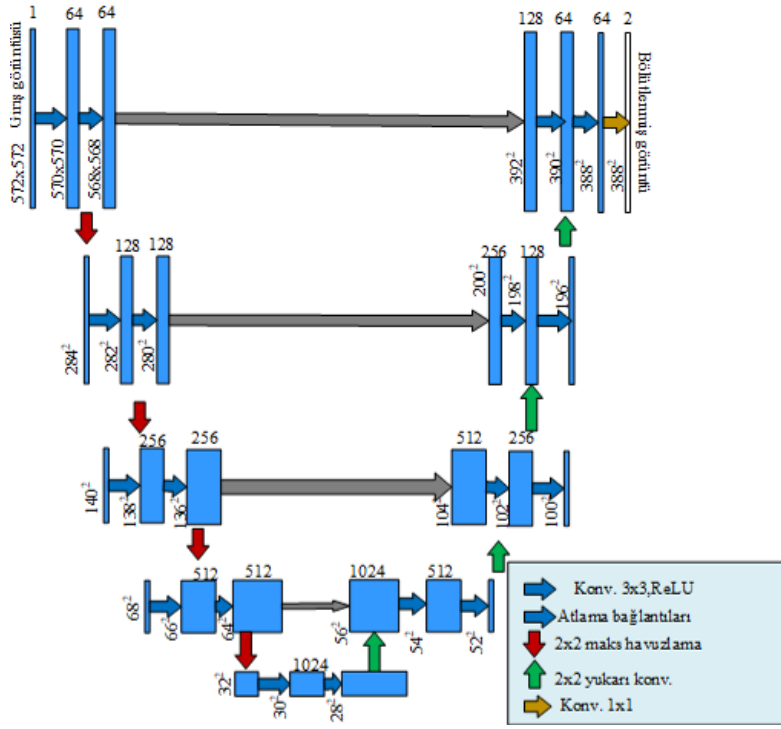 1 64 64
Giriş görüntüsü
572x572
570x570
568x568
128 64 64 2
392²
390²
388²
388²
Bölütlenmiş görüntü
128 128
284²
282²
280²
256 128
200²
198²
196²
256 256
140²
138²
136²
512 256
104²
102²
100²
512 512
68²
66²
64²
1024 512
56²
54²
52²
1024
32²
30²
28²
Konv. 3x3,ReLU
Atlama bağlantıları
2x2 maks havuzlama
2x2 yukarı konv.
Konv. 1x1